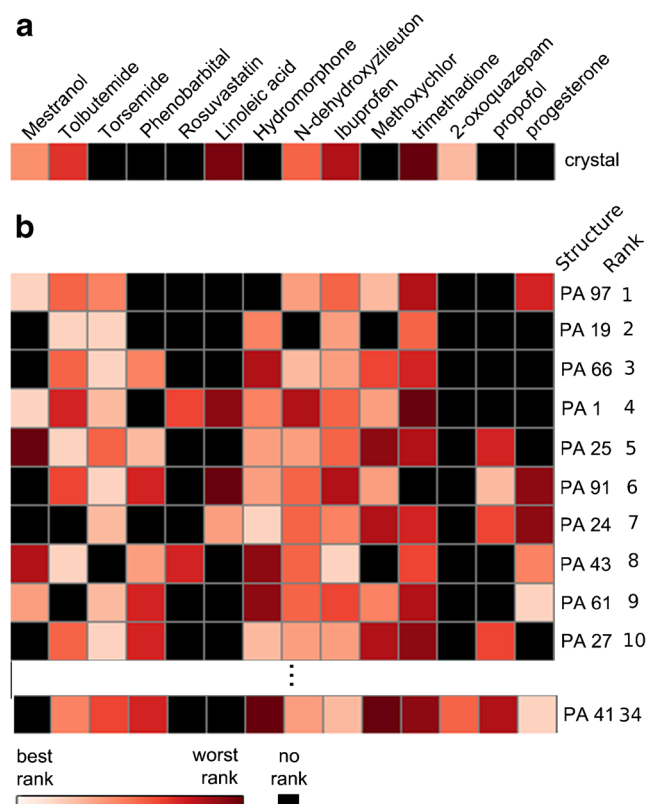 a
Mestranol
Tolbutemide
Torsemide
Phenobarbital
Rosuvastatin
Linoleic acid
Hydromorphone
N-dehydroxyzileuton
Ibuprofen
Methoxychlor
trimethadione
2-oxoquazepam
propofol
progesterone
crystal
b
Structure
Rank
PA 97 1
PA 19 2
PA 66 3
PA 1 4
PA 25 5
PA 91 6
PA 24 7
PA 43 8
PA 61 9
PA 27 10
⋮
PA 41 34
best rank
worst rank
no rank